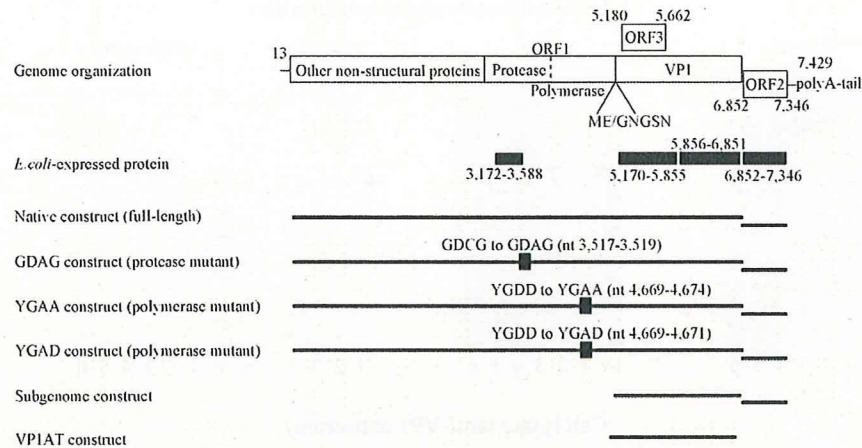 5,180 5,662
ORF3
13 ORF1 7,429
Genome organization Other non-structural proteins Protease VP1 ORF2 polyA-tail
Polymerase 6,852 7,346
ME/GNGSN
5,856-6,851
E.coli-expressed protein
3,172-3,588 5,170-5,855 6,852-7,346
Native construct (full-length)
GDCG to GDAG (nt 3,517-3,519)
GDAG construct (protease mutant)
YGDD to YGAA (nt 4,669-4,674)
YGAA construct (polymerase mutant)
YGDD to YGAD (nt 4,669-4,671)
YGAD construct (polymerase mutant)
Subgenome construct
VP1AT construct